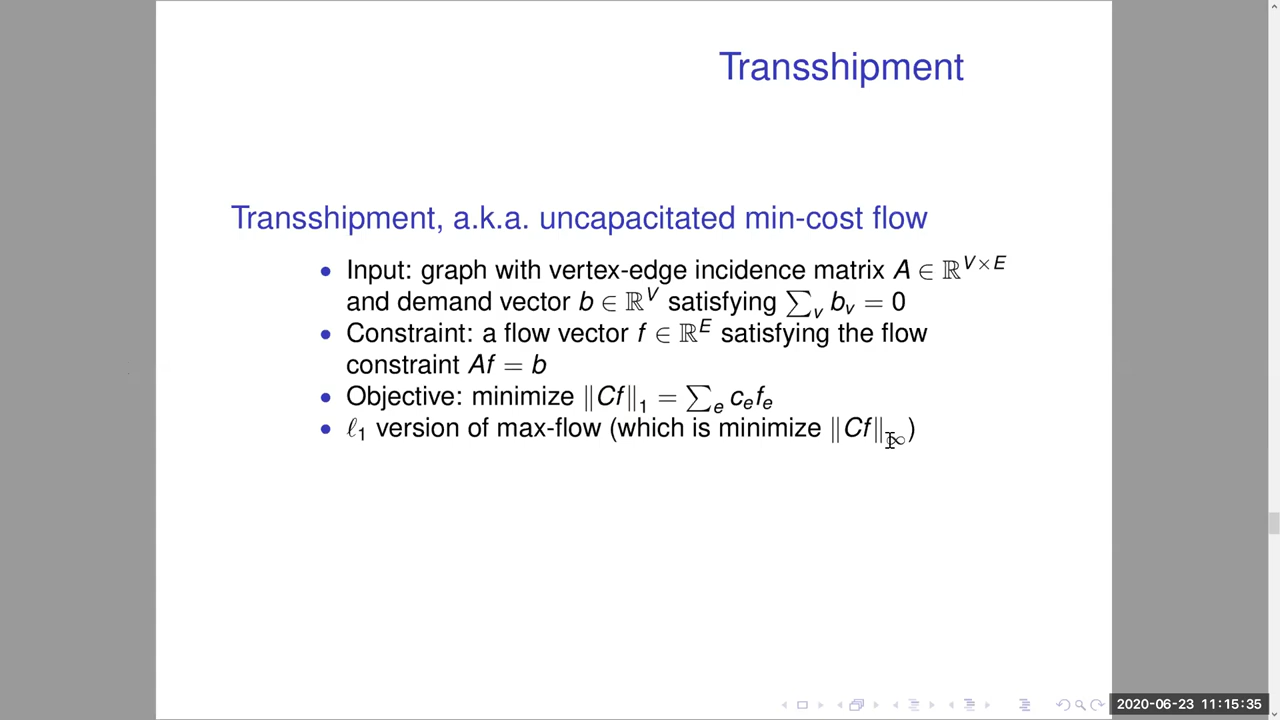 Transshipment
Transshipment, a.k.a. uncapacitated min-cost flow
• Input: graph with vertex-edge incidence matrix A ∈ ℝ^{V×E}
and demand vector b ∈ ℝ^V satisfying ∑_v b_v = 0
• Constraint: a flow vector f ∈ ℝ^E satisfying the flow
constraint Af = b
• Objective: minimize ‖Cf‖_1 = ∑_e c_e f_e
• ℓ_1 version of max-flow (which is minimize ‖Cf‖_∞)
2020-06-23 11:15:35